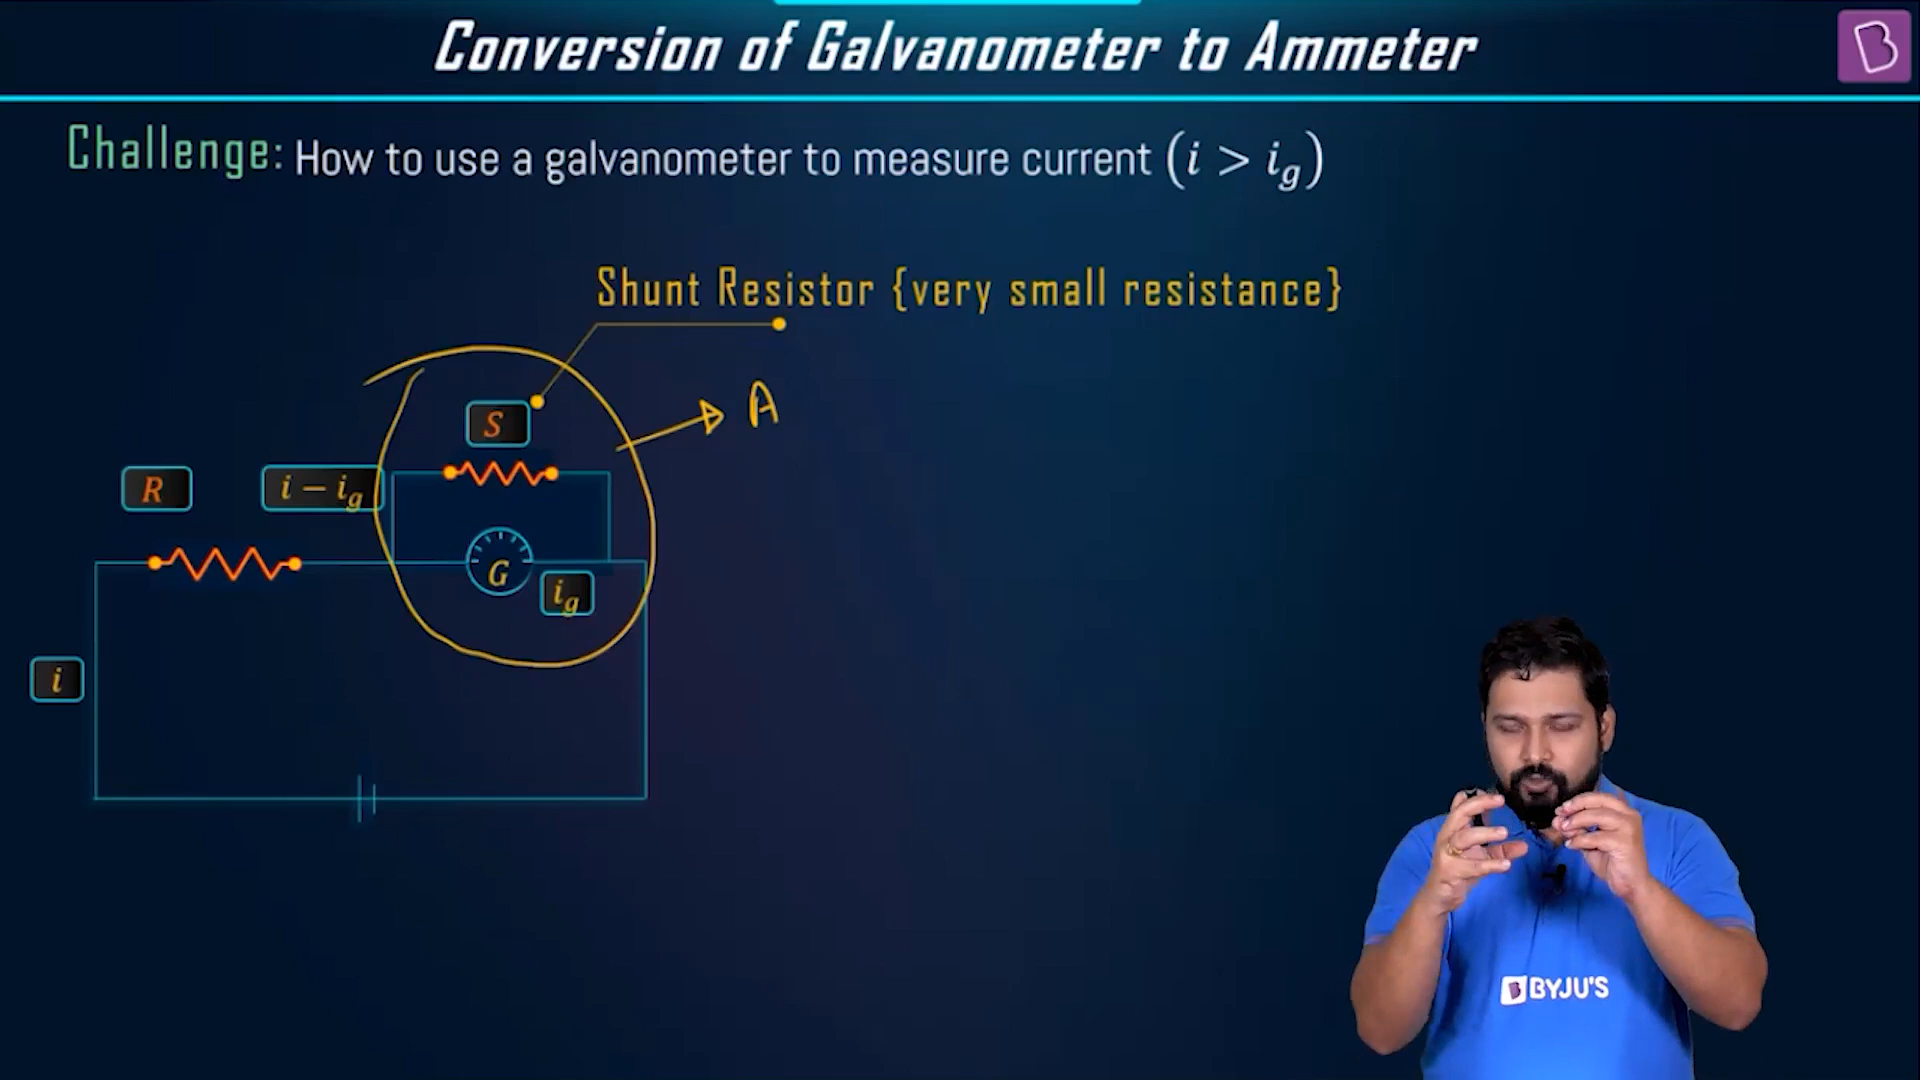 Conversion of Galvanometer to Ammeter
Challenge: How to use a galvanometer to measure current (i > i_g)
Shunt Resistor {very small resistance}
A
S
R
i − i_g
G
i_g
i
BYJU'S